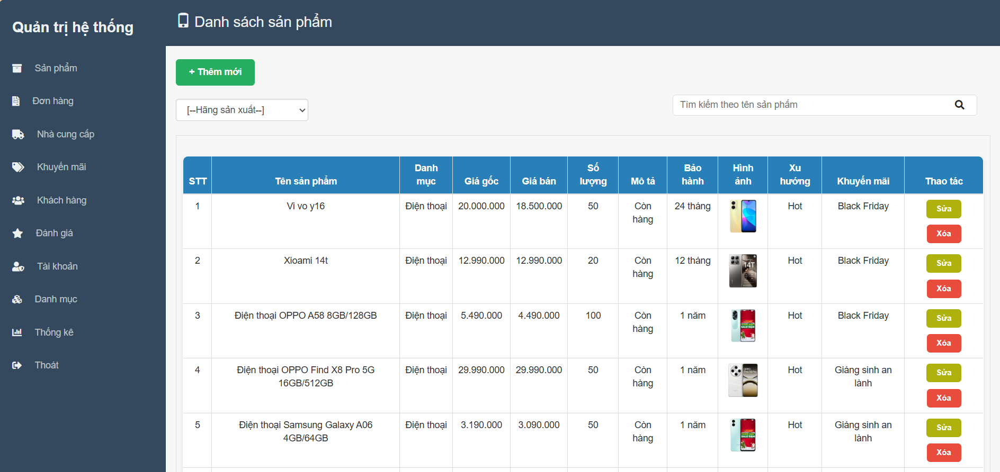 Quản trị hệ thống
Sản phẩm
Đơn hàng
Nhà cung cấp
Khuyến mãi
Khách hàng
Đánh giá
Tài khoản
Danh mục
Thống kê
Thoát
Danh sách sản phẩm
+ Thêm mới
[--Hãng sản xuất--]
Tìm kiếm theo tên sản phẩm
STT Tên sản phẩm Danh mục Giá gốc Giá bán Số lượng Mô tả Bảo hành Hình ảnh Xu hướng Khuyến mãi Thao tác
1 Vi vo y16 Điện thoại 20.000.000 18.500.000 50 Còn hàng 24 tháng Hot Black Friday Sửa
Xóa
2 Xioami 14t Điện thoại 12.990.000 12.990.000 20 Còn hàng 12 tháng 14T Hot Black Friday Sửa
Xóa
3 Điện thoại OPPO A58 8GB/128GB Điện thoại 5.490.000 4.490.000 100 Còn hàng 1 năm SALE ĐẬM Hot Black Friday Sửa
Xóa
4 Điện thoại OPPO Find X8 Pro 5G 16GB/512GB Điện thoại 29.990.000 29.990.000 50 Còn hàng 1 năm OPPO Find X8 Pro Hot Giáng sinh an lành Sửa
Xóa
5 Điện thoại Samsung Galaxy A06 4GB/64GB Điện thoại 3.190.000 3.090.000 50 Còn hàng 1 năm SALE ĐẬM Hot Giáng sinh an lành Sửa
Xóa